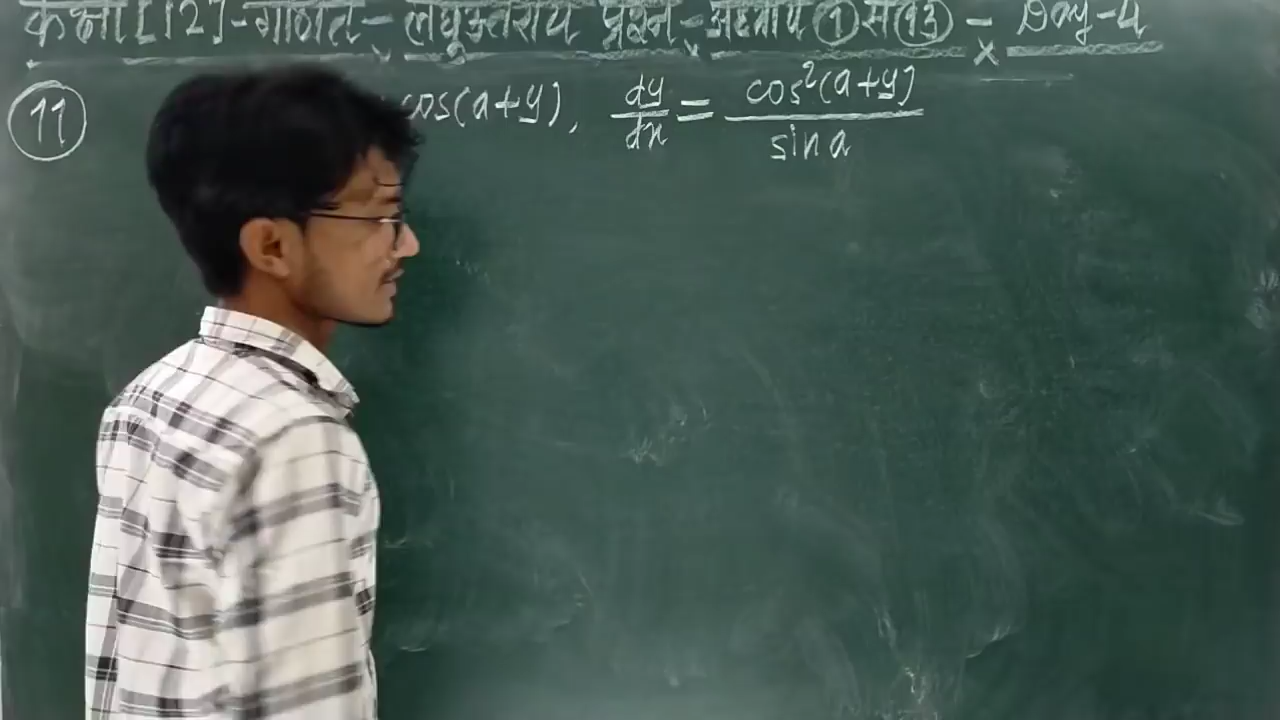 कक्षा [12]-गणित - लघुउत्तरीय प्रश्न - अध्याय ① से ⑬ - Day-4
⑪ cos(a+y), dy/dx = cos²(a+y)/sin a